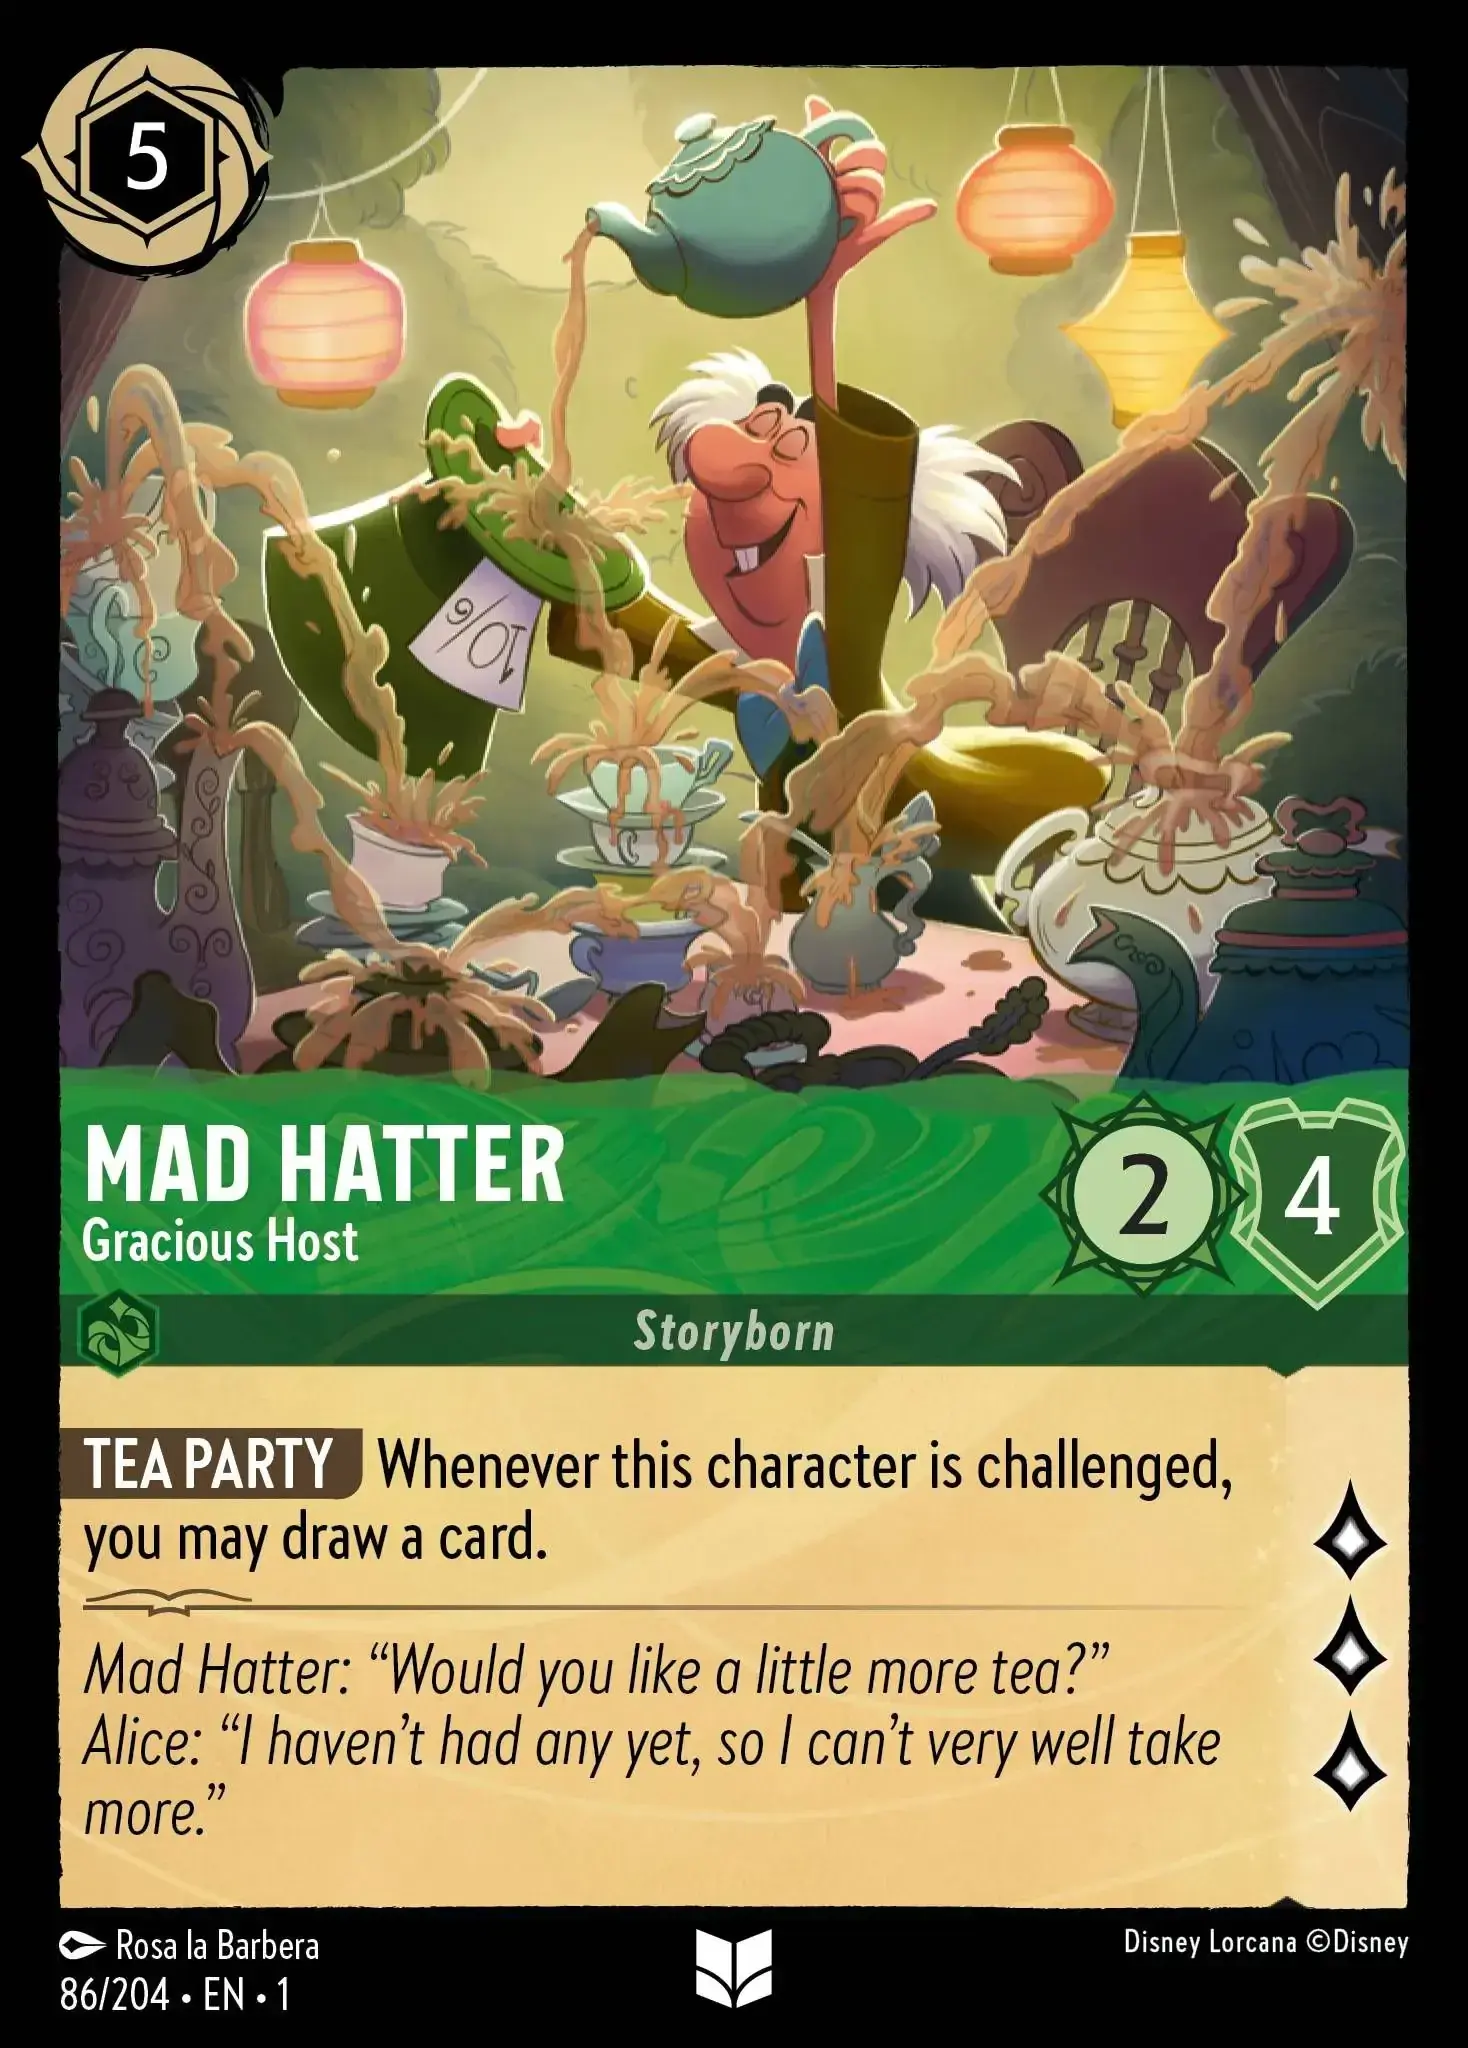 5
10/6
MAD HATTER
Gracious Host
2
4
Storyborn
TEA PARTY Whenever this character is challenged,
you may draw a card.
Mad Hatter: “Would you like a little more tea?”
Alice: “I haven’t had any yet, so I can’t very well take
more.”
Rosa la Barbera
86/204 • EN • 1
Disney Lorcana ©Disney